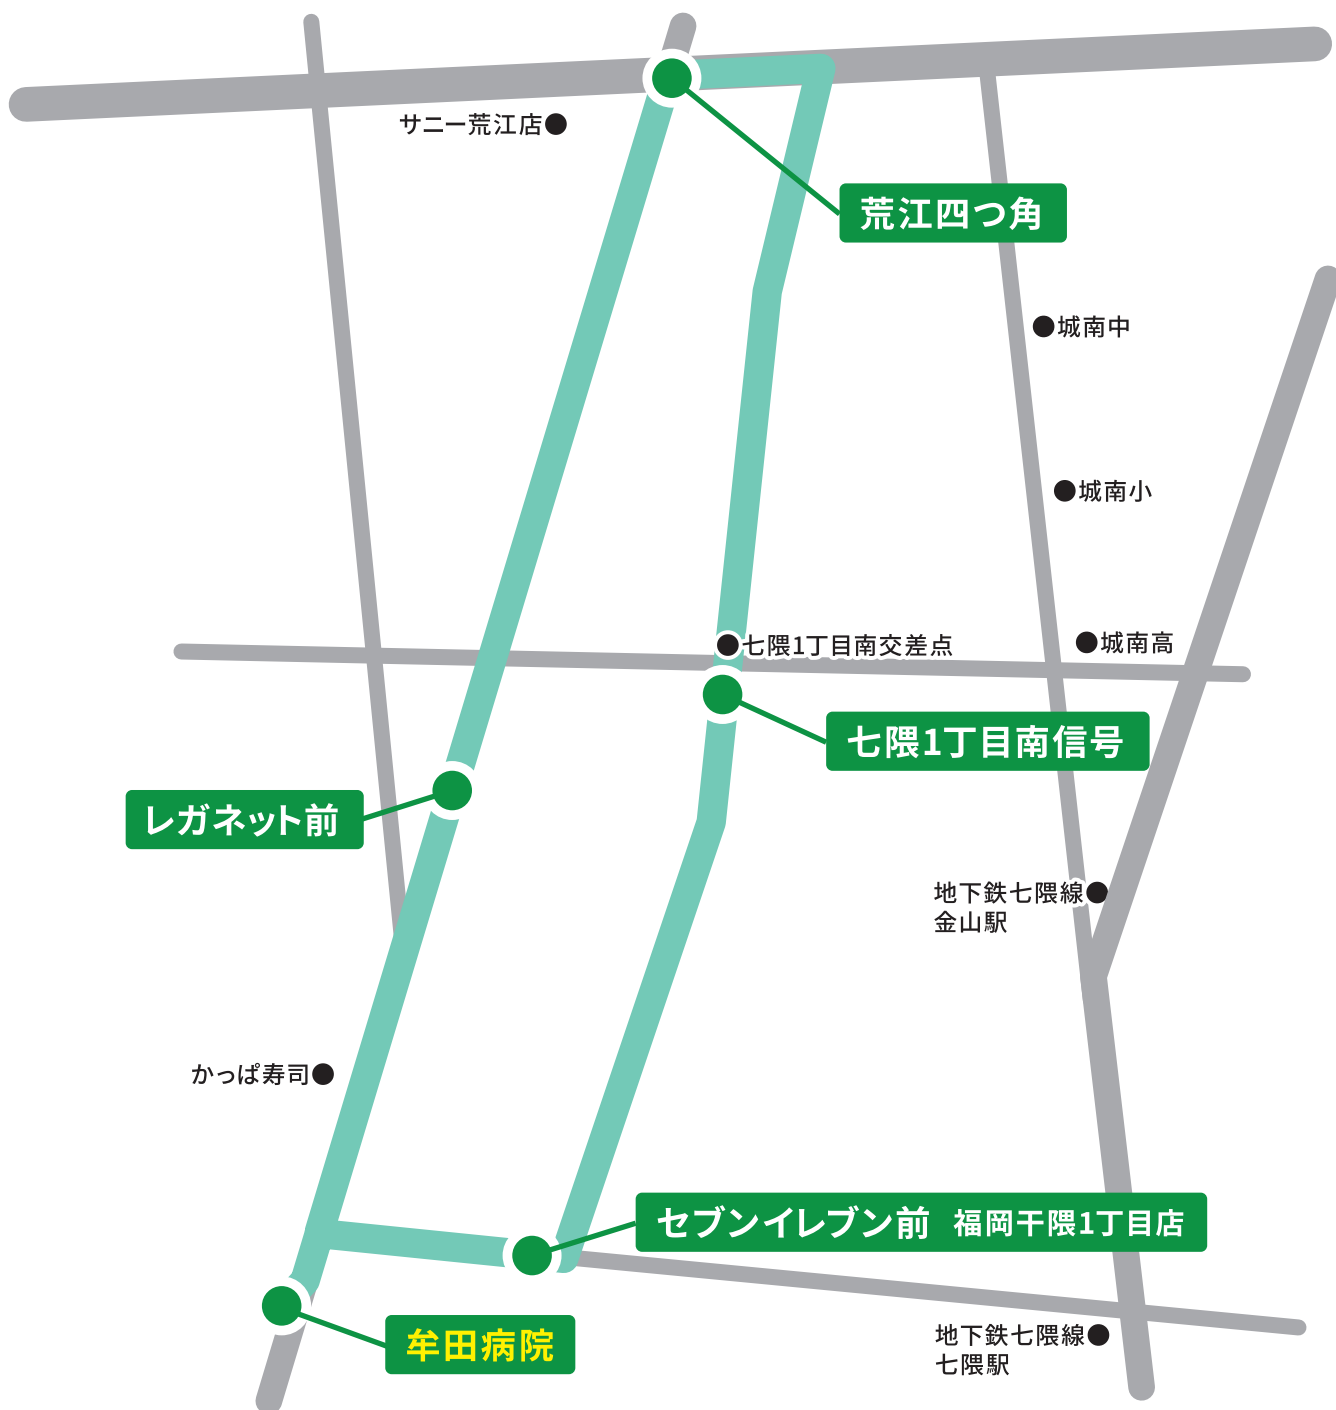 サニー荒江店
荒江四つ角
城南中
城南小
七隈1丁目南交差点
城南高
七隈1丁目南信号
レガネット前
地下鉄七隈線
金山駅
かっぱ寿司
セブンイレブン前 福岡干隈1丁目店
牟田病院
地下鉄七隈線
七隈駅